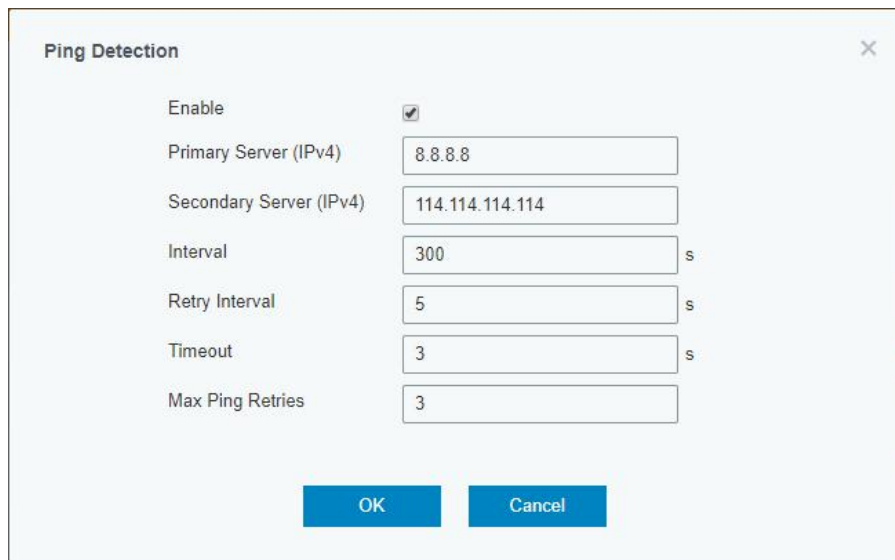 Ping Detection
Enable
Primary Server (IPv4) 8.8.8.8
Secondary Server (IPv4) 114.114.114.114
Interval 300 s
Retry Interval 5 s
Timeout 3 s
Max Ping Retries 3
OK Cancel